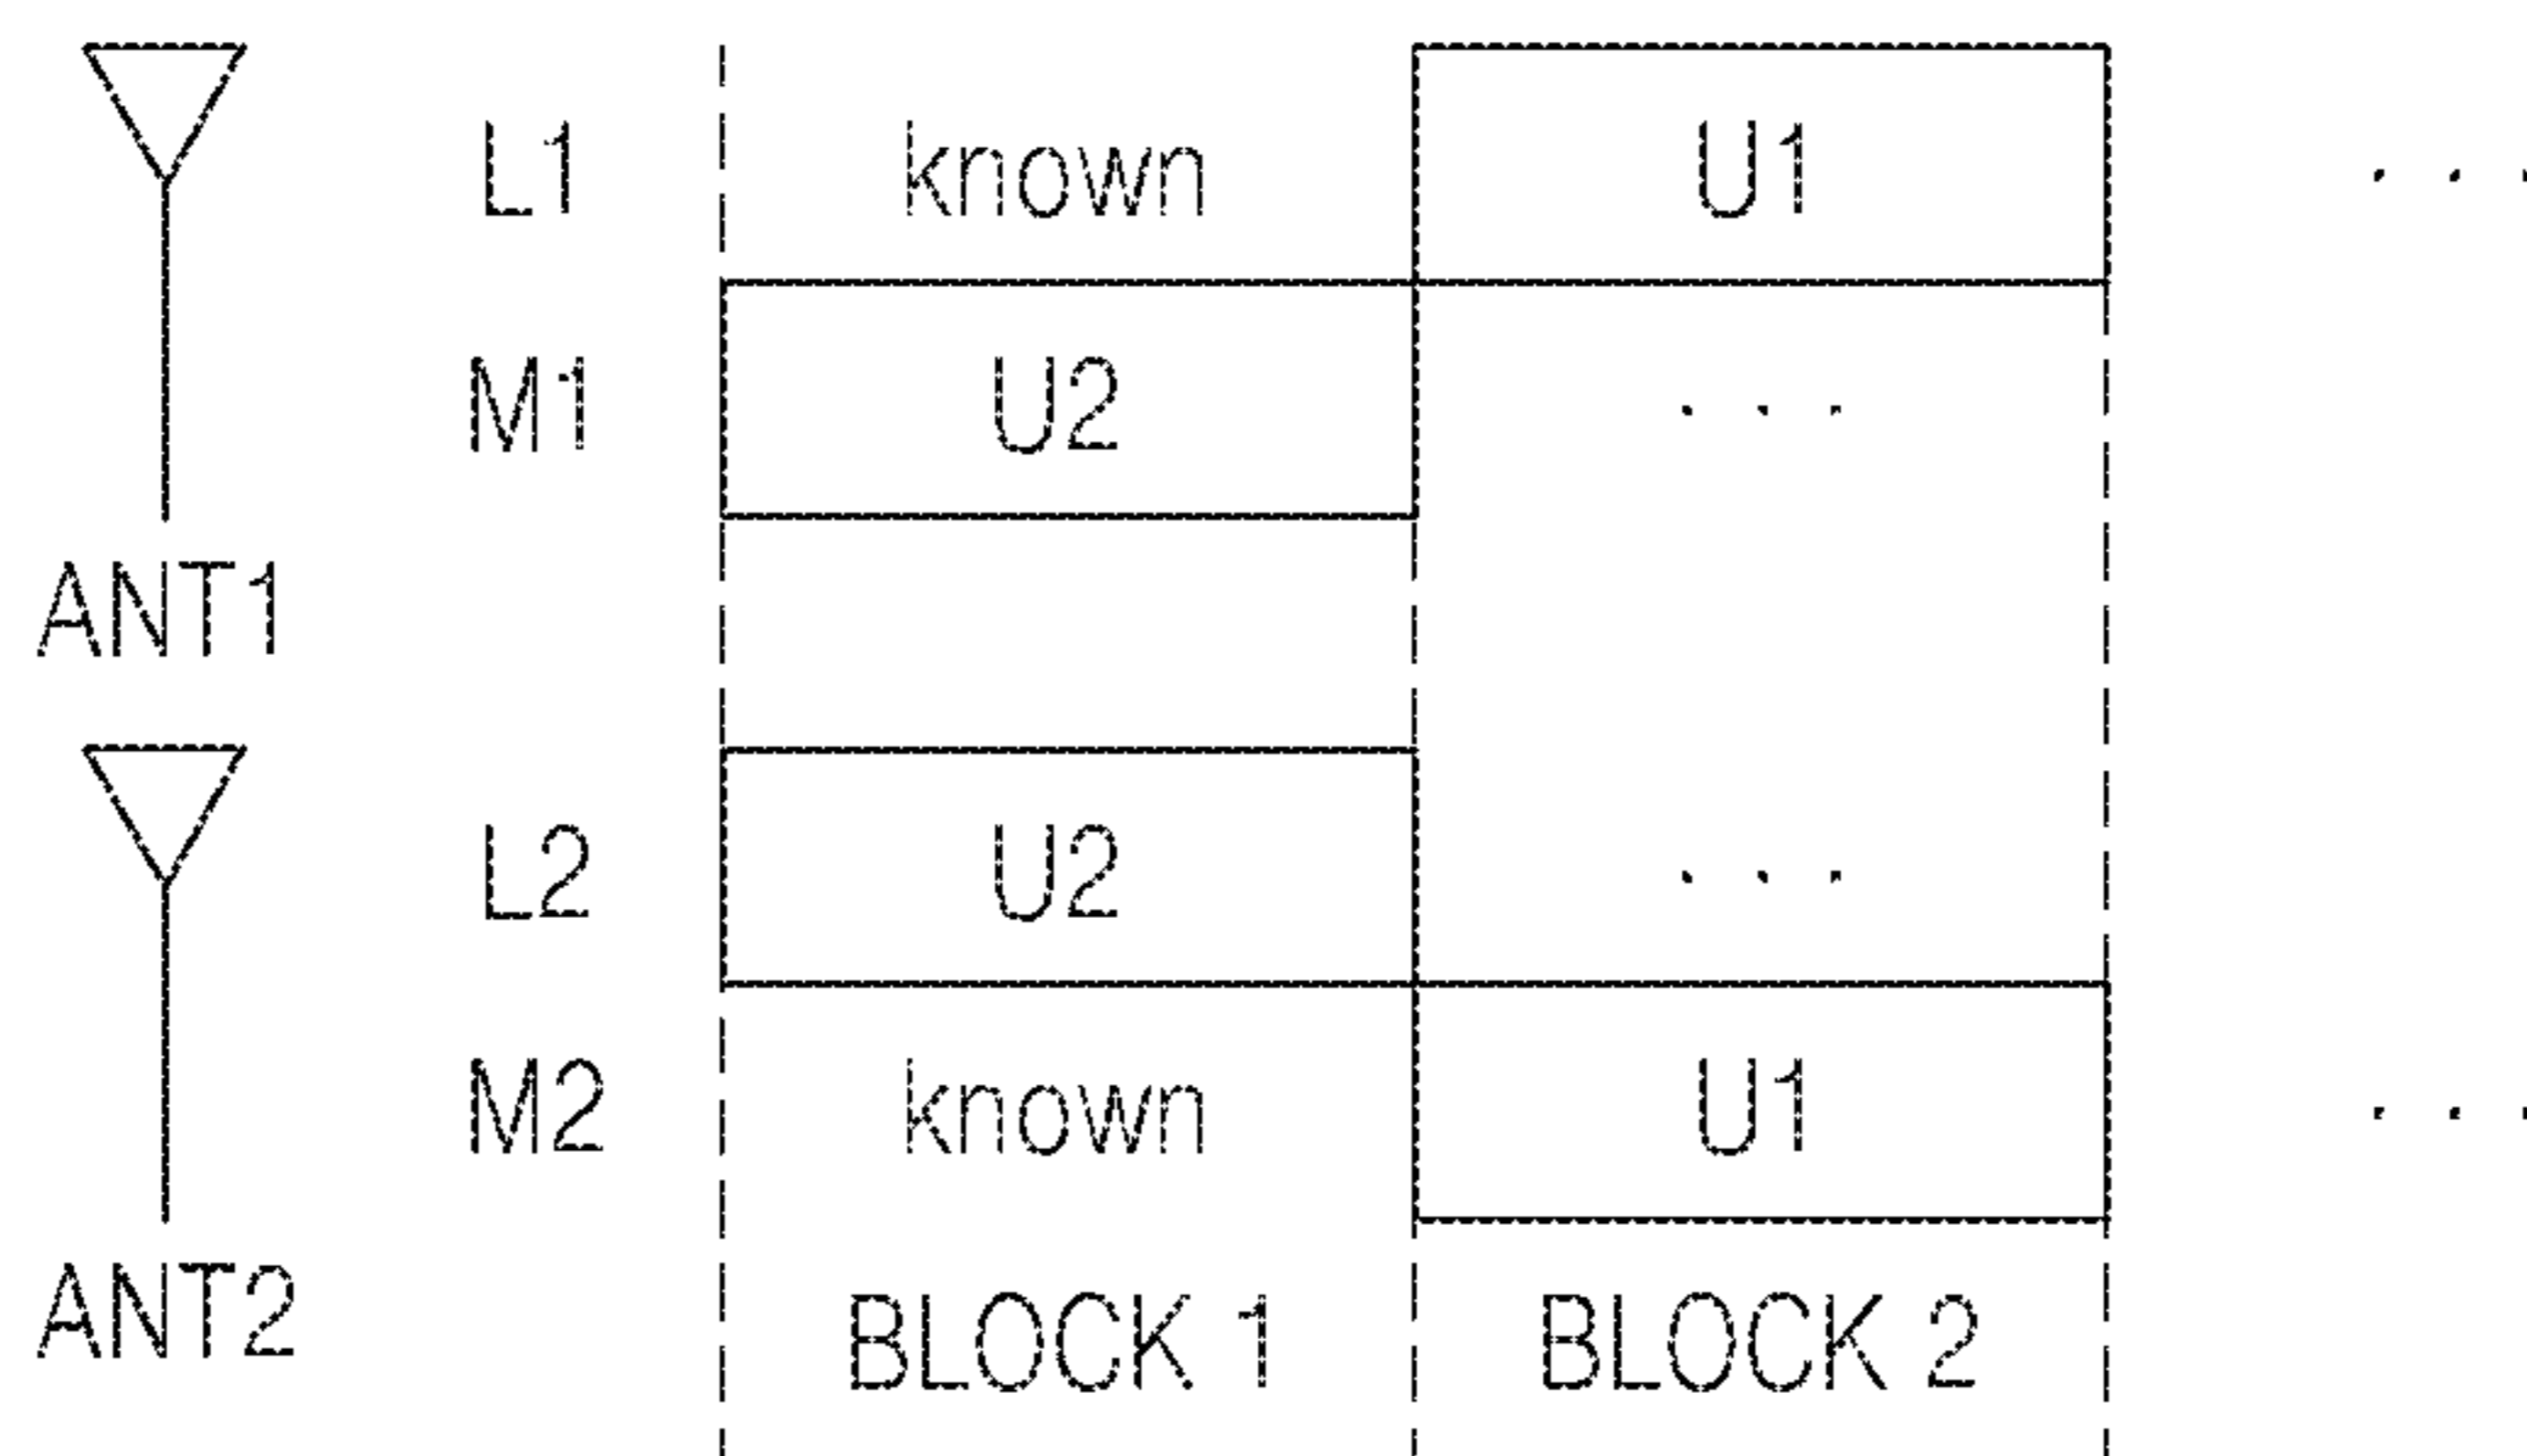 L1 known U1 . . .
M1 U2 . . .
ANT1
L2 U2 . . .
M2 known U1 . . .
ANT2 BLOCK 1 BLOCK 2